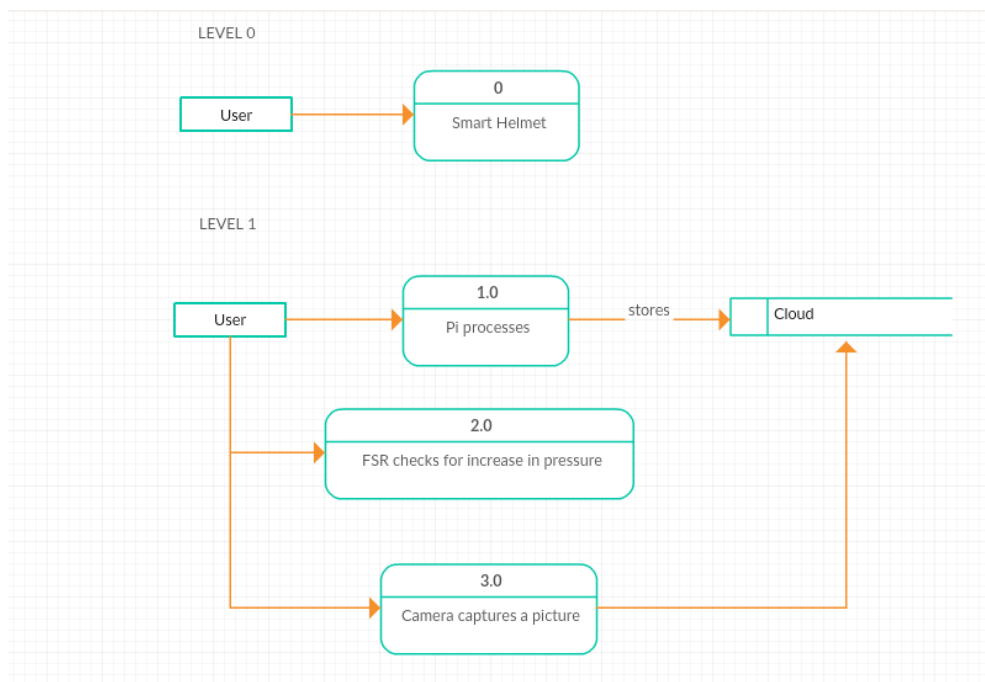 LEVEL 0
0
User
Smart Helmet
LEVEL 1
1.0
User
Pi processes
stores
Cloud
2.0
FSR checks for increase in pressure
3.0
Camera captures a picture